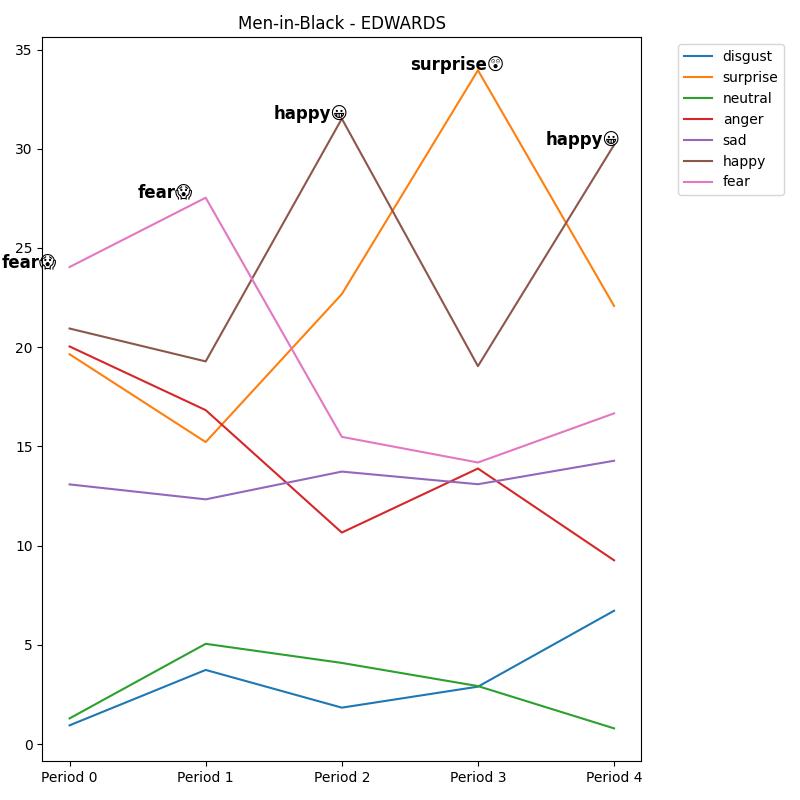 Men-in-Black - EDWARDS
35
30
25
20
15
10
5
0
fear😱
fear😱
happy😀
surprise😲
happy😀
Period 0
Period 1
Period 2
Period 3
Period 4
disgust
surprise
neutral
anger
sad
happy
fear